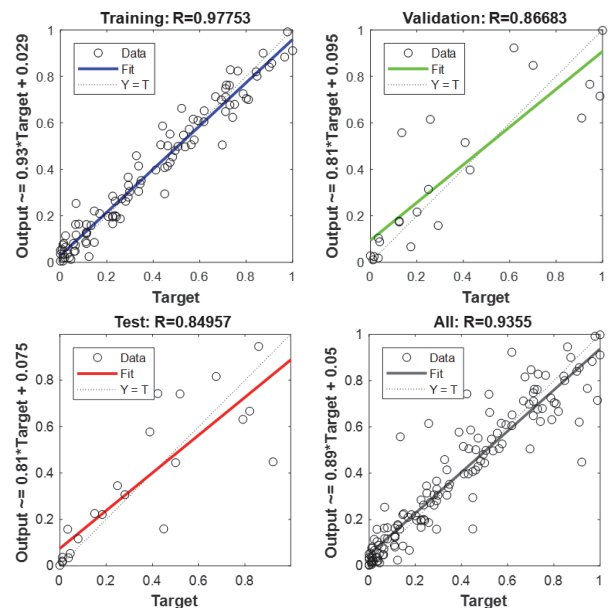 Training: R=0.97753
Output ~= 0.93*Target + 0.029
1
0.8
0.6
0.4
0.2
0
Data
Fit
Y = T
0 0.2 0.4 0.6 0.8 1
Target
Validation: R=0.86683
Output ~= 0.81*Target + 0.095
1
0.8
0.6
0.4
0.2
0
Data
Fit
Y = T
0 0.2 0.4 0.6 0.8 1
Target
Test: R=0.84957
Output ~= 0.81*Target + 0.075
0.8
0.6
0.4
0.2
0
Data
Fit
Y = T
0 0.2 0.4 0.6 0.8
Target
All: R=0.9355
Output ~= 0.89*Target + 0.05
1
0.8
0.6
0.4
0.2
0
Data
Fit
Y = T
0 0.2 0.4 0.6 0.8 1
Target